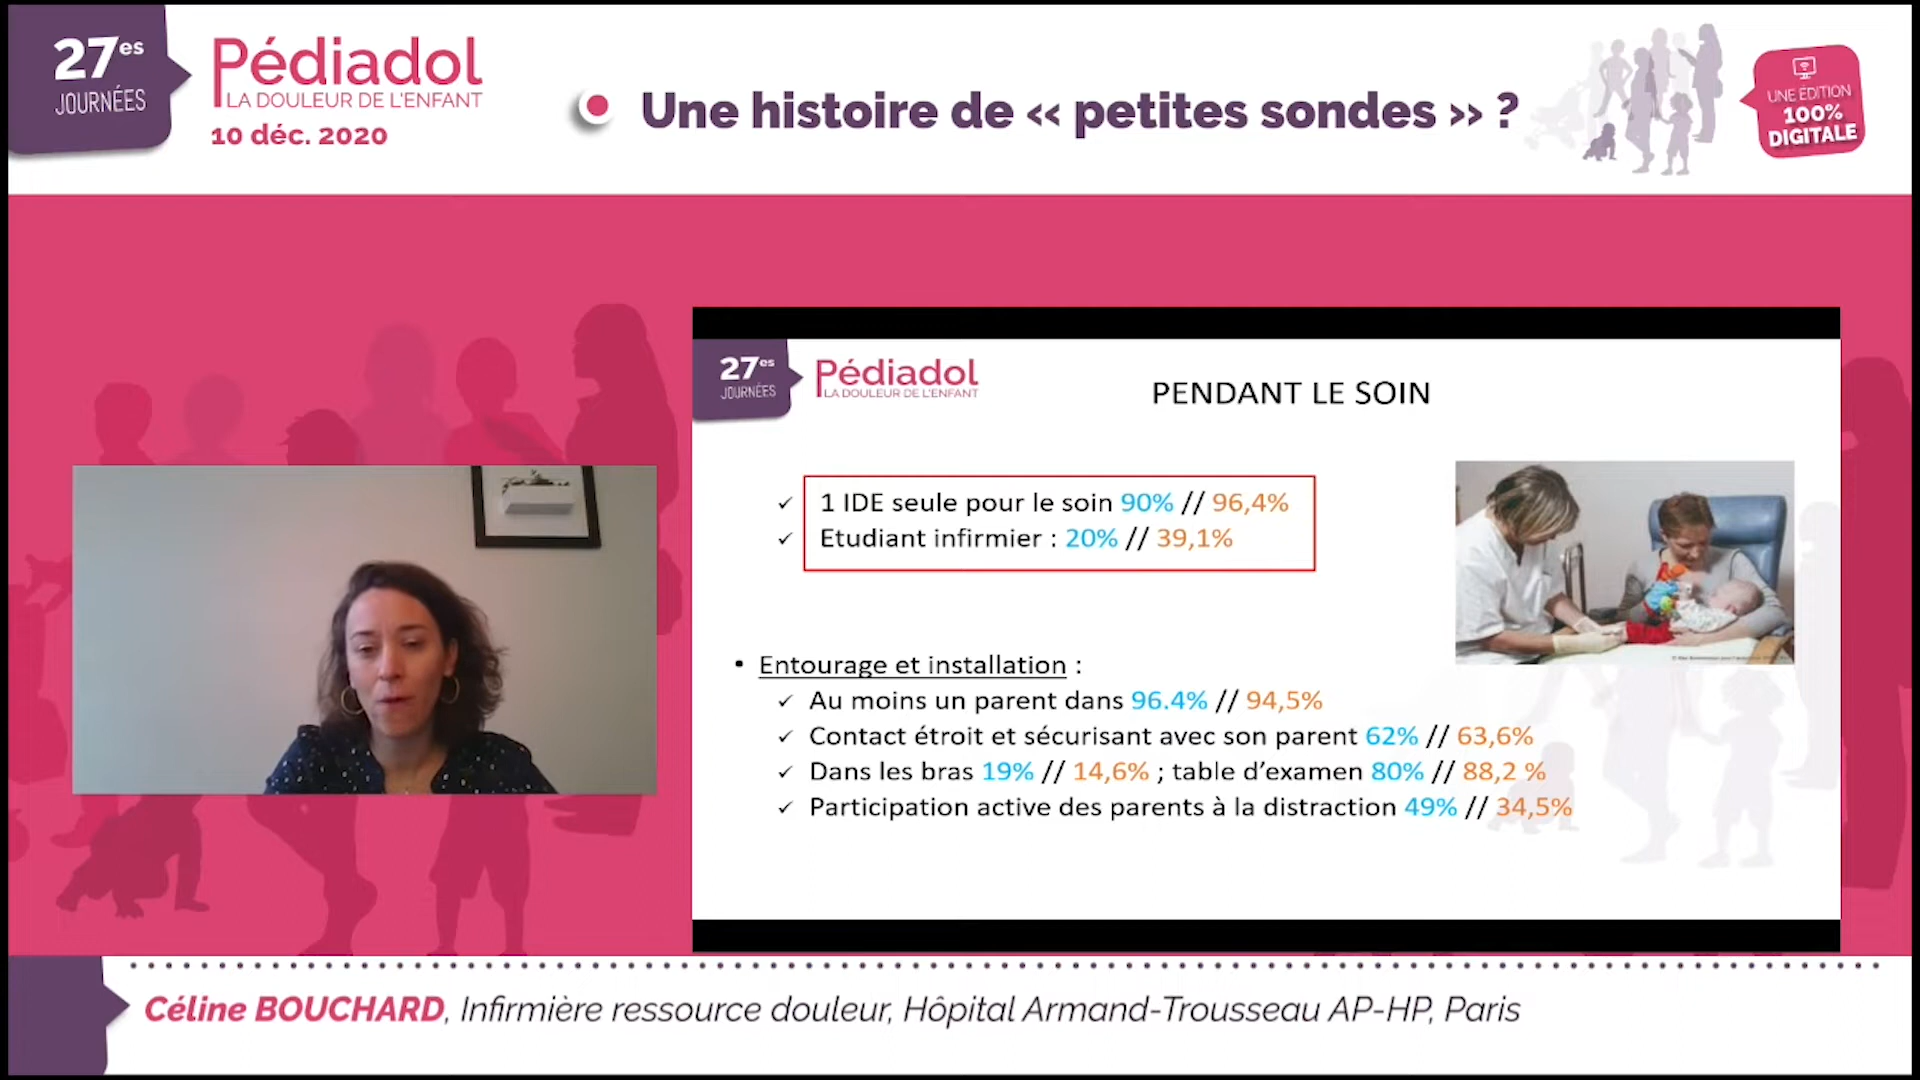 27es
JOURNÉES
Pédiadol
LA DOULEUR DE L'ENFANT
10 déc. 2020
Une histoire de « petites sondes » ?
UNE ÉDITION
100%
DIGITALE
27es
JOURNÉES
Pédiadol
LA DOULEUR DE L'ENFANT
PENDANT LE SOIN
✓ 1 IDE seule pour le soin 90% // 96,4%
✓ Etudiant infirmier : 20% // 39,1%
• Entourage et installation :
✓ Au moins un parent dans 96.4% // 94,5%
✓ Contact étroit et sécurisant avec son parent 62% // 63,6%
✓ Dans les bras 19% // 14,6% ; table d'examen 80% // 88,2 %
✓ Participation active des parents à la distraction 49% // 34,5%
Céline BOUCHARD, Infirmière ressource douleur, Hôpital Armand-Trousseau AP-HP, Paris